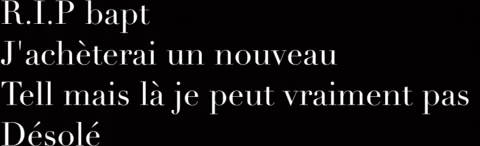 R.I.P bapt
J'achèterai un nouveau
Tell mais là je peut vraiment pas
Désolé